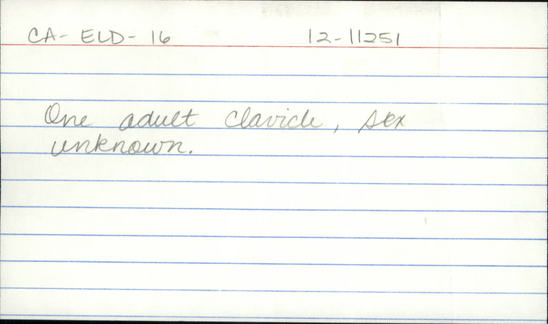 CA- ELD- 16 12-11251
One adult clavicle, sex
unknown.